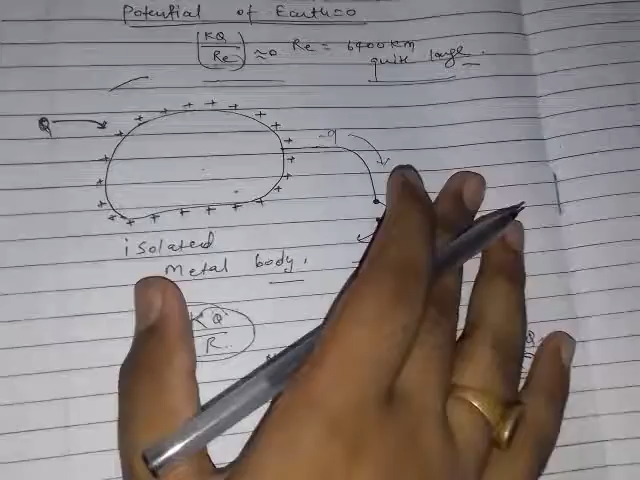 Potential of Earth=0
(KQ/Re) ≈0 Re = 6400km
quite large.
Q
+ + + + + + + + + + + + + + + + + + + +
-q
isolated
Metal body.
KQ
R.
Q